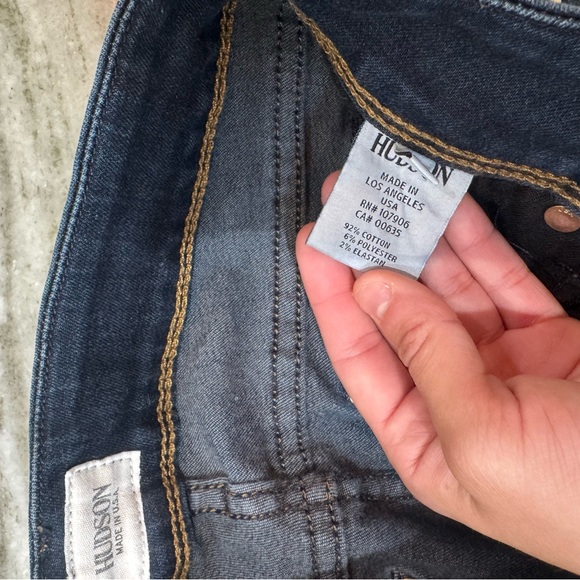 HUDSON
MADE IN
LOS ANGELES
USA
RN# 107906
CA# 00635
92% COTTON
6% POLYESTER
2% ELASTAN
HUDSON
MADE IN U.S.A.